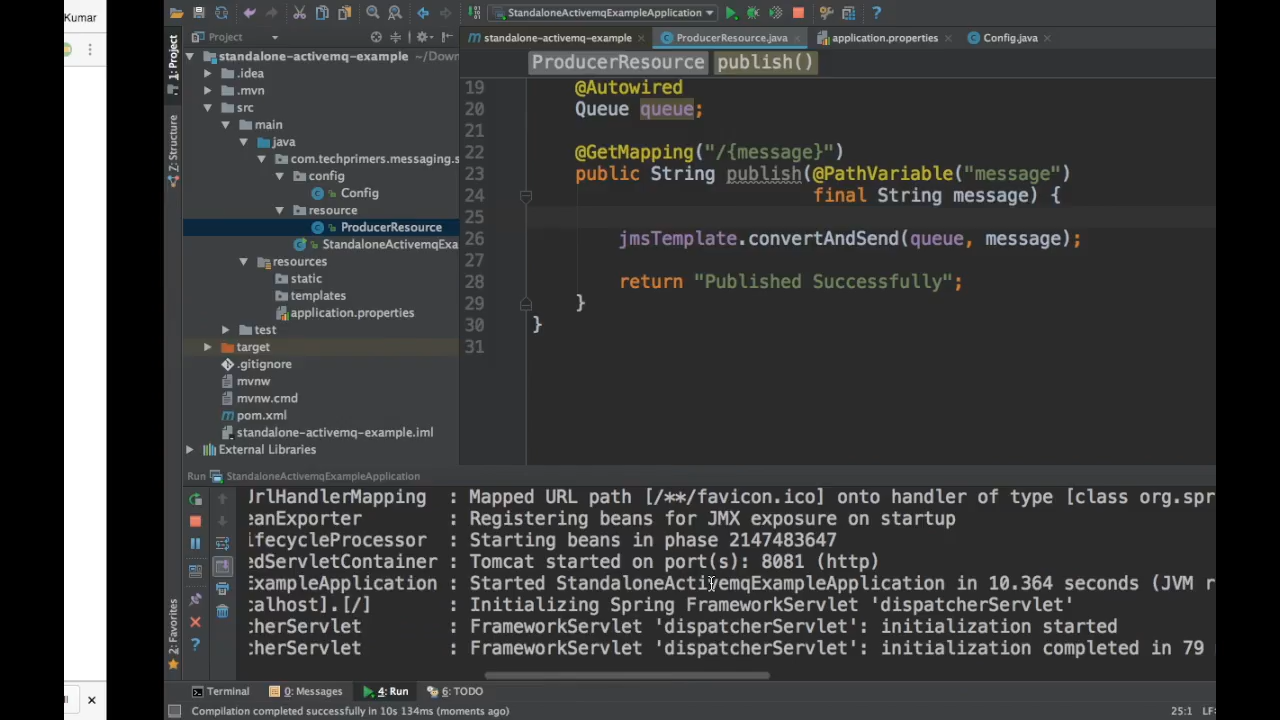 Kumar
StandaloneActivemqExampleApplication
1: Project
Project
standalone-activemq-example
ProducerResource.java
application.properties
Config.java
standalone-activemq-example ~/Down
.idea
.mvn
src
main
java
com.techprimers.messaging.s
config
Config
resource
ProducerResource
StandaloneActivemqExa
resources
static
templates
application.properties
test
target
.gitignore
mvnw
mvnw.cmd
pom.xml
standalone-activemq-example.iml
External Libraries
Z: Structure
2: Favorites
ProducerResource publish()
19 @Autowired
20 Queue queue;
21
22 @GetMapping("/{message}")
23 public String publish(@PathVariable("message")
24 final String message) {
25
26 jmsTemplate.convertAndSend(queue, message);
27
28 return "Published Successfully";
29 }
30 }
31
Run StandaloneActivemqExampleApplication
UrlHandlerMapping : Mapped URL path [/**/favicon.ico] onto handler of type [class org.spr
eanExporter : Registering beans for JMX exposure on startup
ifecycleProcessor : Starting beans in phase 2147483647
edServletContainer : Tomcat started on port(s): 8081 (http)
ExampleApplication : Started StandaloneActivemqExampleApplication in 10.364 seconds (JVM r
calhost].[/] : Initializing Spring FrameworkServlet 'dispatcherServlet'
cherServlet : FrameworkServlet 'dispatcherServlet': initialization started
cherServlet : FrameworkServlet 'dispatcherServlet': initialization completed in 79
Terminal 0: Messages 4: Run 6: TODO
Compilation completed successfully in 10s 134ms (moments ago) 25:1 LF: